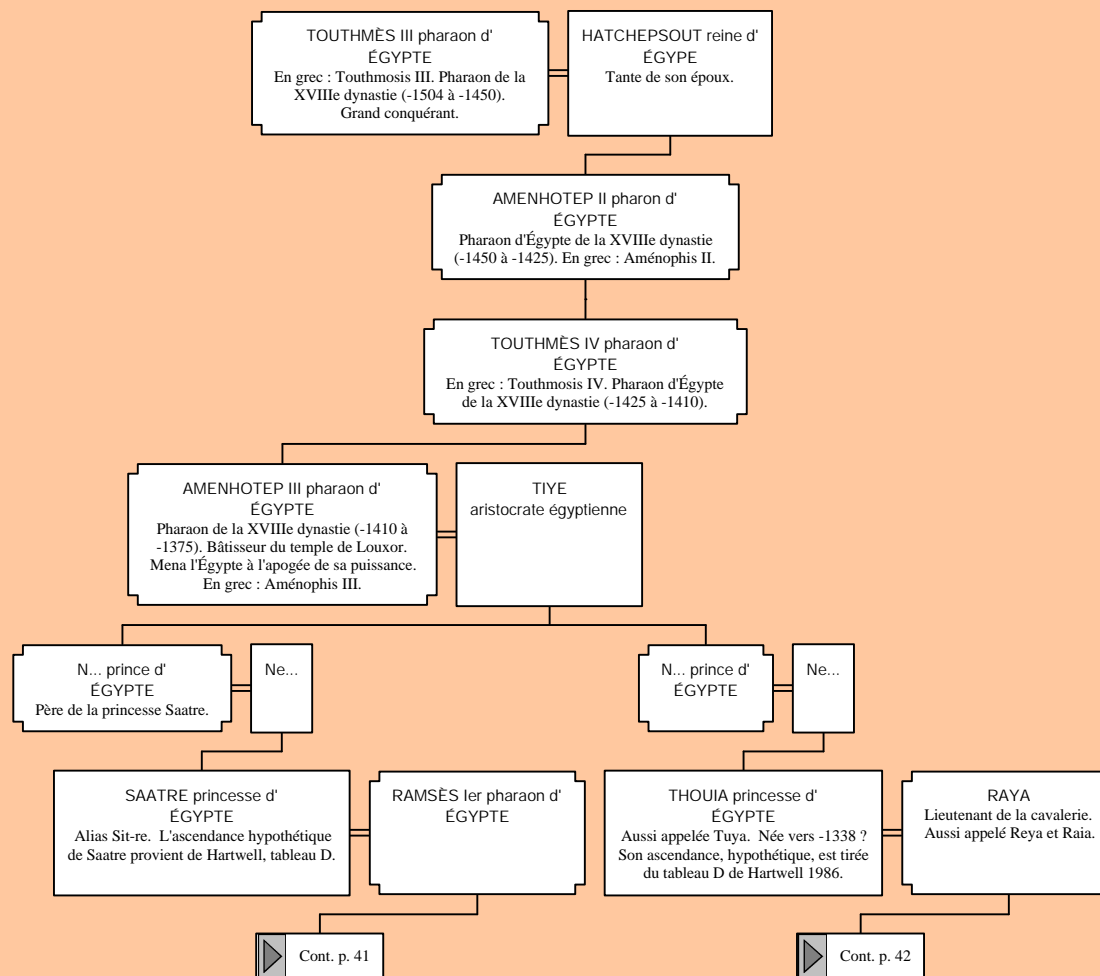 TOUTHMÈS III pharaon d'
ÉGYPTE
En grec : Touthmosis III. Pharaon de la
XVIIIe dynastie (-1504 à -1450).
Grand conquérant.
HATCHEPSOUT reine d'
ÉGYPE
Tante de son époux.
AMENHOTEP II pharon d'
ÉGYPTE
Pharaon d'Égypte de la XVIIIe dynastie
(-1450 à -1425). En grec : Aménophis II.
TOUTHMÈS IV pharaon d'
ÉGYPTE
En grec : Touthmosis IV. Pharaon d'Égypte
de la XVIIIe dynastie (-1425 à -1410).
AMENHOTEP III pharaon d'
ÉGYPTE
Pharaon de la XVIIIe dynastie (-1410 à
-1375). Bâtisseur du temple de Louxor.
Mena l'Égypte à l'apogée de sa puissance.
En grec : Aménophis III.
TIYE
aristocrate égyptienne
N... prince d'
ÉGYPTE
Père de la princesse Saatre.
Ne...
N... prince d'
ÉGYPTE
Ne...
SAATRE princesse d'
ÉGYPTE
Alias Sit-re.  L'ascendance hypothétique
de Saatre provient de Hartwell, tableau D.
RAMSÈS Ier pharaon d'
ÉGYPTE
THOUIA princesse d'
ÉGYPTE
Aussi appelée Tuya.  Née vers -1338 ?
Son ascendance, hypothétique, est tirée
du tableau D de Hartwell 1986.
RAYA
Lieutenant de la cavalerie.
Aussi appelé Reya et Raia.
Cont. p. 41
Cont. p. 42